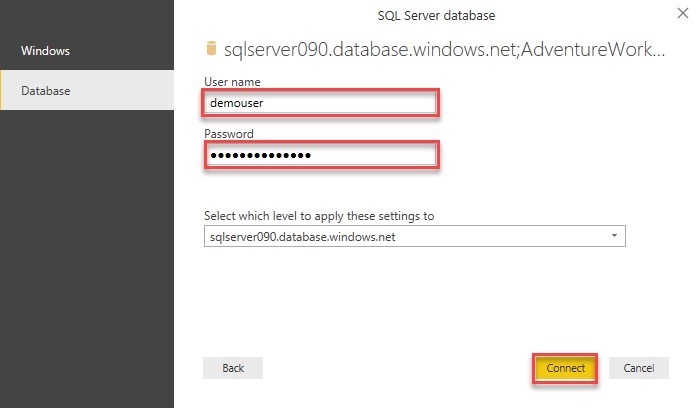 SQL Server database
Windows
Database
sqlserver090.database.windows.net;AdventureWork...
User name
demouser
Password
●●●●●●●●●●●●●●
Select which level to apply these settings to
sqlserver090.database.windows.net
Back
Connect
Cancel